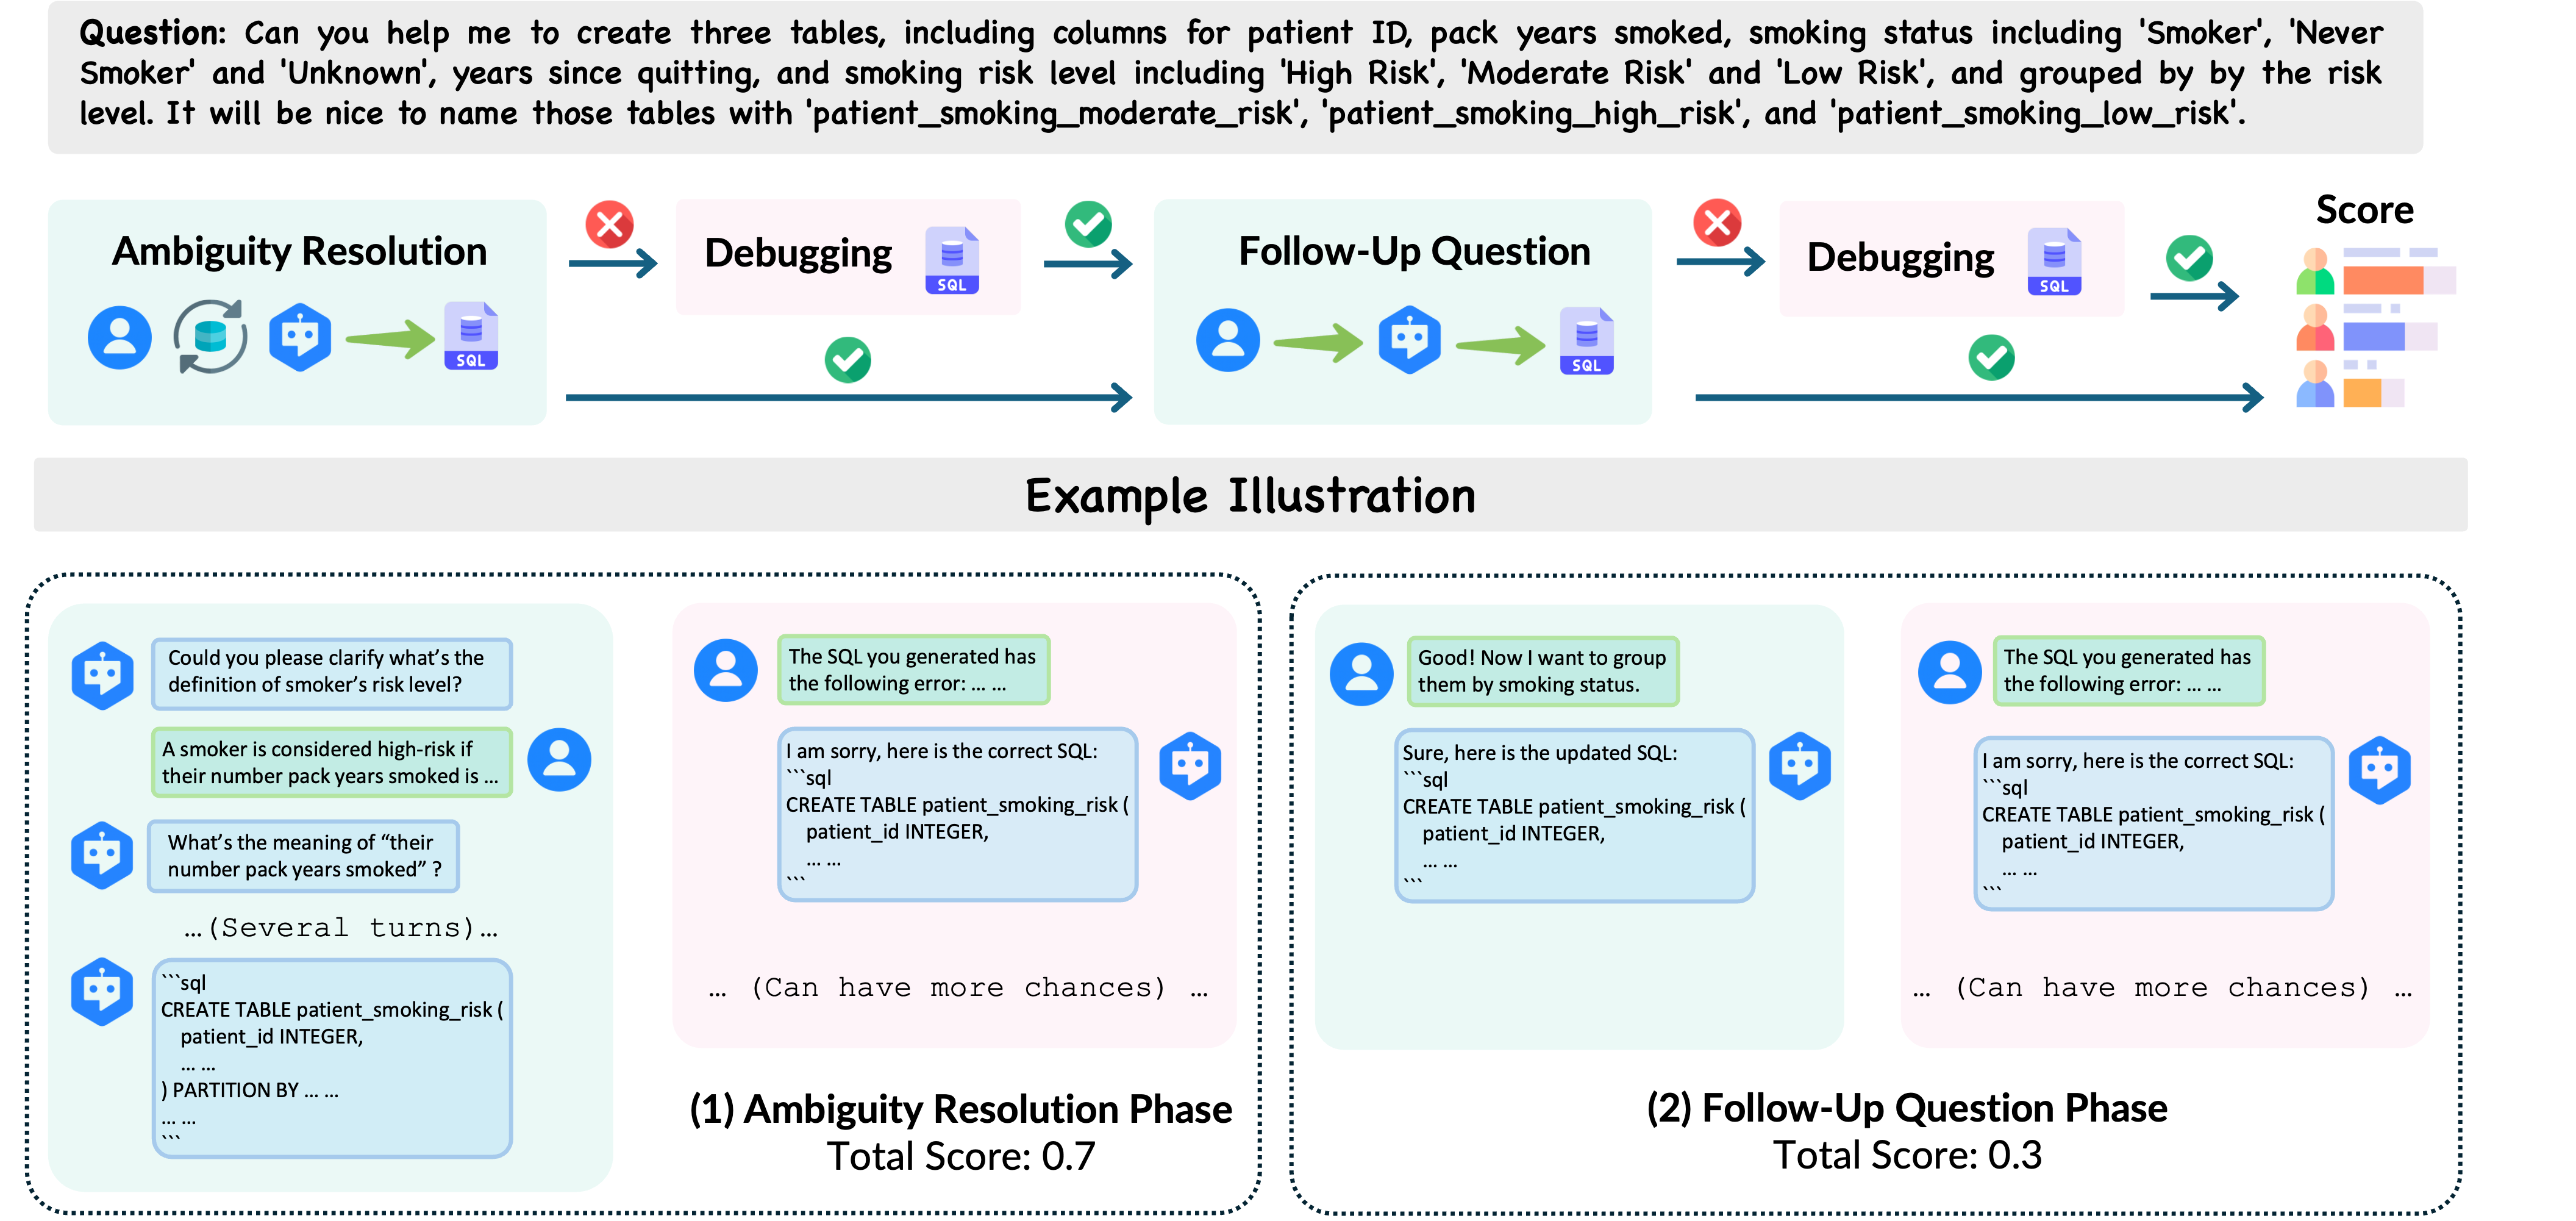 Question: Can you help me to create three tables, including columns for patient ID, pack years smoked, smoking status including 'Smoker', 'Never
Smoker' and 'Unknown', years since quitting, and smoking risk level including 'High Risk', 'Moderate Risk' and 'Low Risk', and grouped by by the risk
level. It will be nice to name those tables with 'patient_smoking_moderate_risk', 'patient_smoking_high_risk', and 'patient_smoking_low_risk'.
Ambiguity Resolution
SQL
Debugging
SQL
Follow-Up Question
SQL
Debugging
SQL
Score
Example Illustration
Could you please clarify what's the
definition of smoker's risk level?
A smoker is considered high-risk if
their number pack years smoked is ...
What's the meaning of “their
number pack years smoked” ?
...(Several turns)...
```sql
CREATE TABLE patient_smoking_risk (
patient_id INTEGER,
... ...
) PARTITION BY ... ...
... ...
```
The SQL you generated has
the following error: ... ...
I am sorry, here is the correct SQL:
```sql
CREATE TABLE patient_smoking_risk (
patient_id INTEGER,
... ...
```
... (Can have more chances) ...
(1) Ambiguity Resolution Phase
Total Score: 0.7
Good! Now I want to group
them by smoking status.
Sure, here is the updated SQL:
```sql
CREATE TABLE patient_smoking_risk (
patient_id INTEGER,
... ...
```
The SQL you generated has
the following error: ... ...
I am sorry, here is the correct SQL:
```sql
CREATE TABLE patient_smoking_risk (
patient_id INTEGER,
... ...
```
... (Can have more chances) ...
(2) Follow-Up Question Phase
Total Score: 0.3